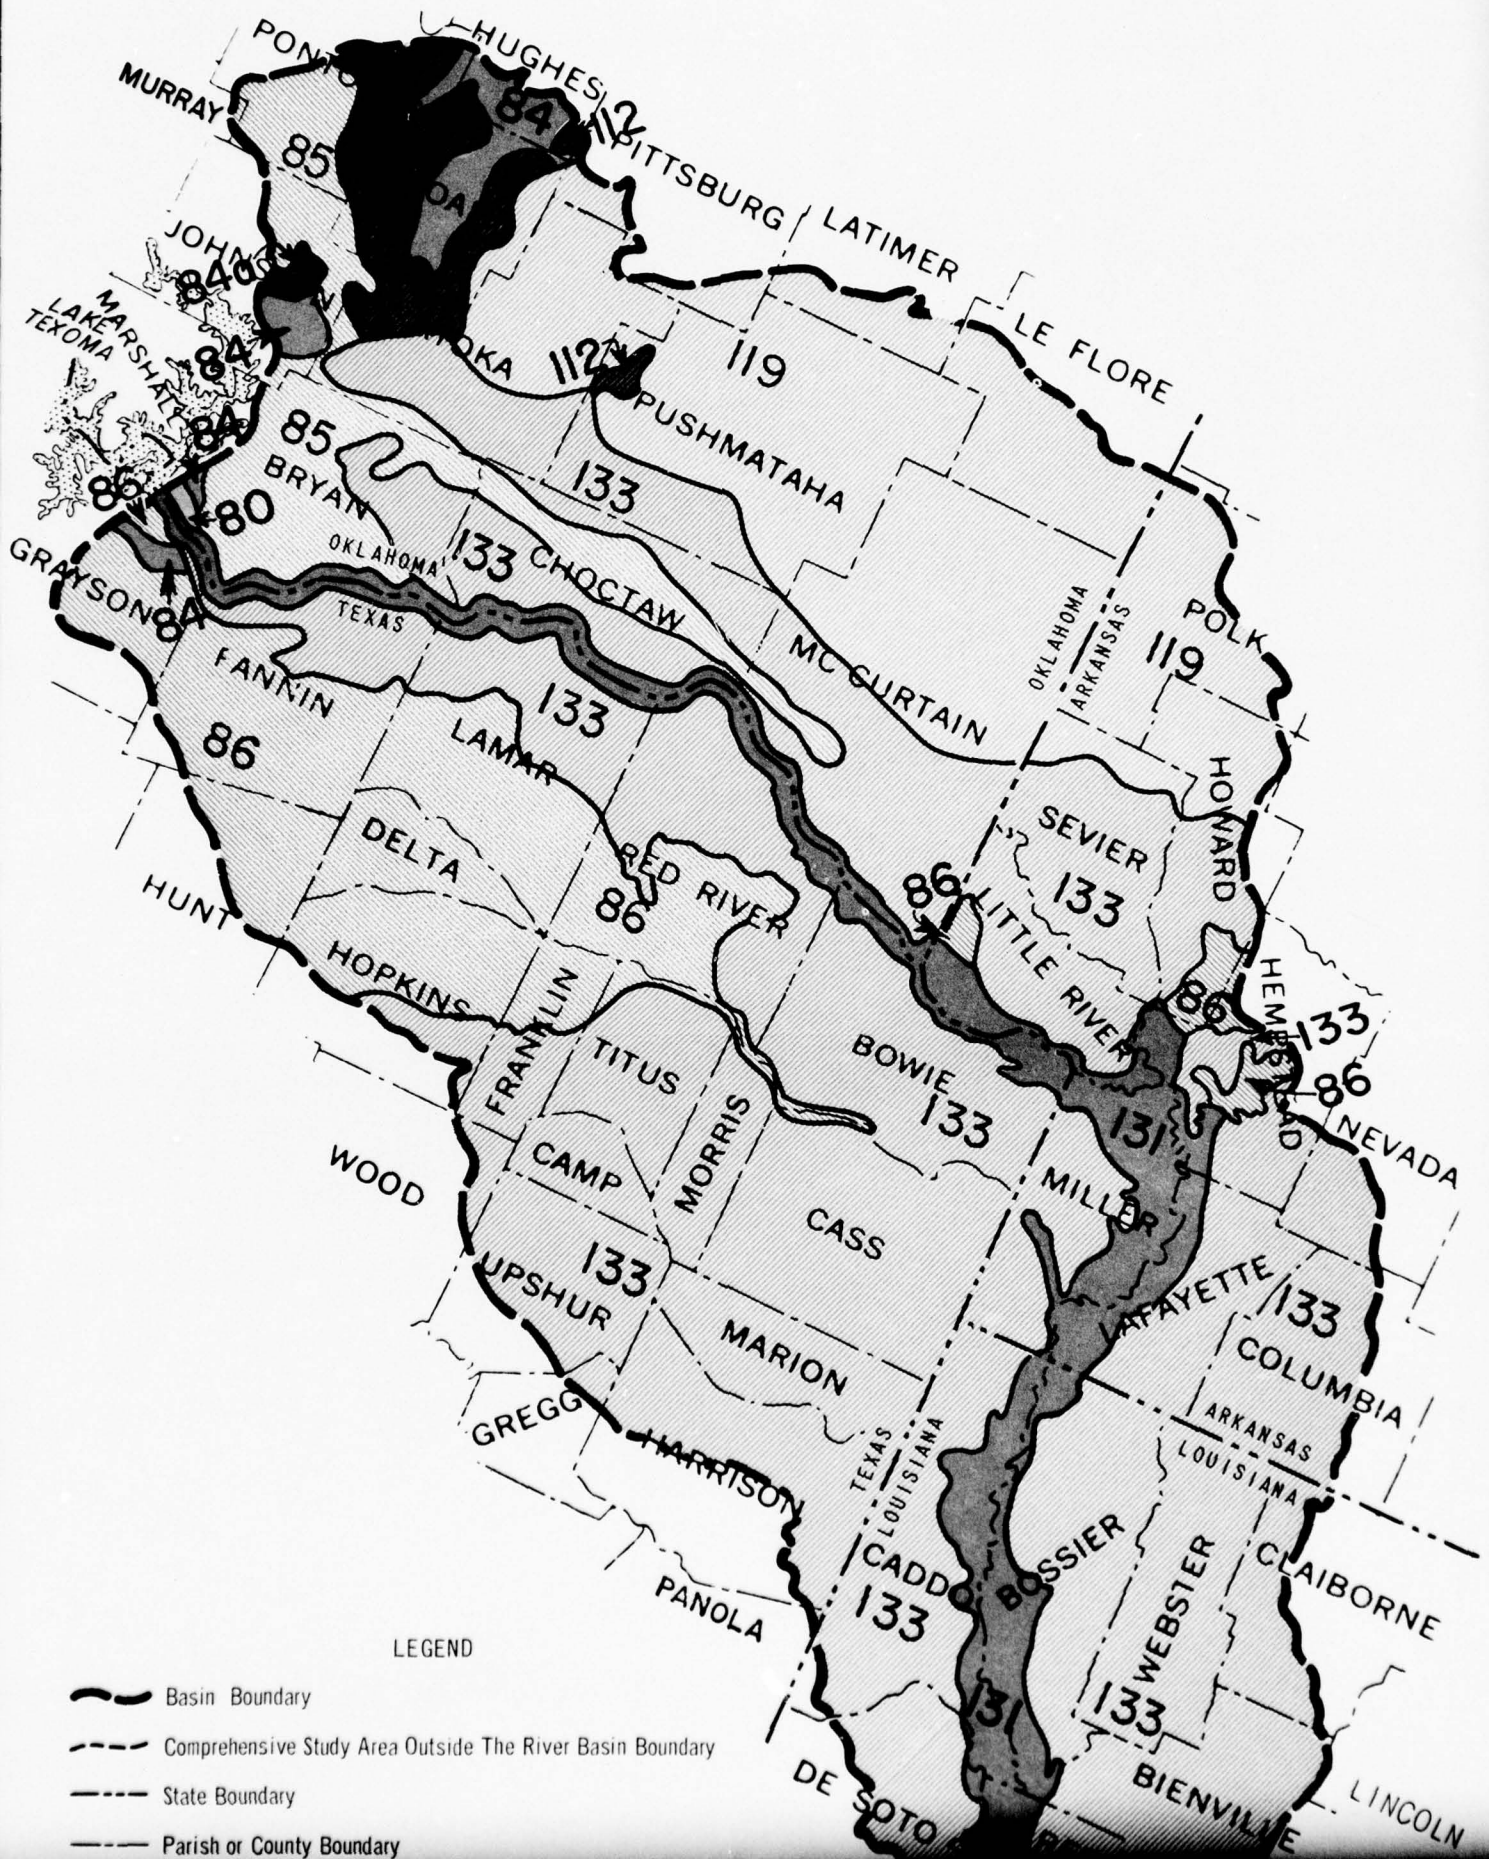 HUGHES
MURRAY
84
112
PITTSBURG
85
LATIMER
84a
MARSHALL
LAKE
TEXOMA
LE FLORE
84
112
119
PUSHMATAHA
84
85
133
86
BRYAN
80
OKLAHOMA
133
CHOCTAW
GRAYSON
84
TEXAS
OKLAHOMA
ARKANSAS
POLK
119
FANNIN
MC CURTAIN
133
86
LAMAR
HOWARD
SEVIER
DELTA
RED RIVER
133
86
86
LITTLE RIVER
HUNT
HOPKINS
FRANKLIN
86
HEMPSTEAD
133
TITUS
BOWIE
86
133
131
NEVADA
MORRIS
WOOD
CAMP
MILLER
CASS
133
UPSHUR
LAFAYETTE
133
MARION
COLUMBIA
GREGG
ARKANSAS
LOUISIANA
HARRISON
TEXAS
LOUISIANA
CADDO
BOSSIER
WEBSTER
CLAIBORNE
133
PANOLA
131
133
DE SOTO
BIENVILLE
LINCOLN
LEGEND
Basin Boundary
Comprehensive Study Area Outside The River Basin Boundary
State Boundary
Parish or County Boundary